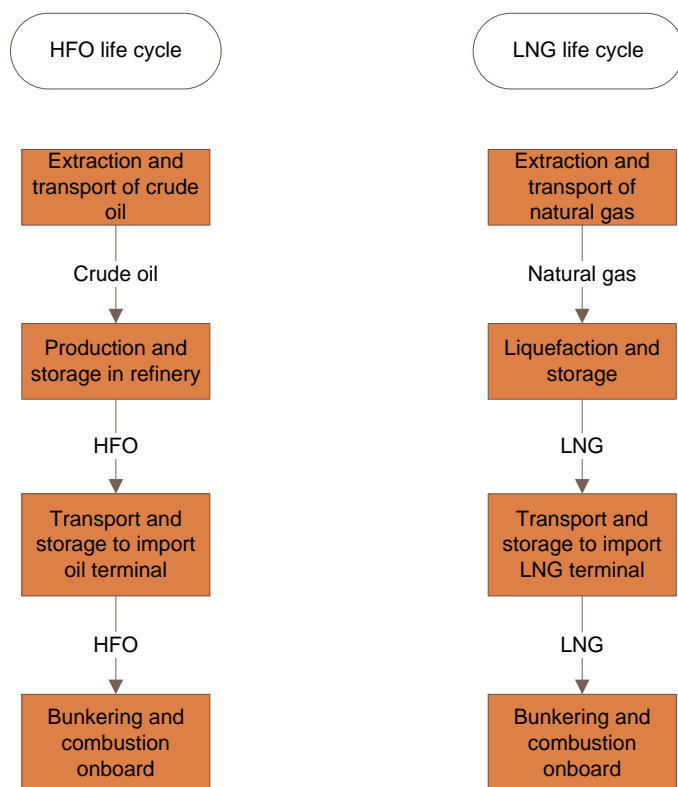 HFO life cycle
Extraction and
transport of crude
oil
Crude oil
Production and
storage in refinery
HFO
Transport and
storage to import
oil terminal
HFO
Bunkering and
combustion
onboard
LNG life cycle
Extraction and
transport of
natural gas
Natural gas
Liquefaction and
storage
LNG
Transport and
storage to import
LNG terminal
LNG
Bunkering and
combustion
onboard